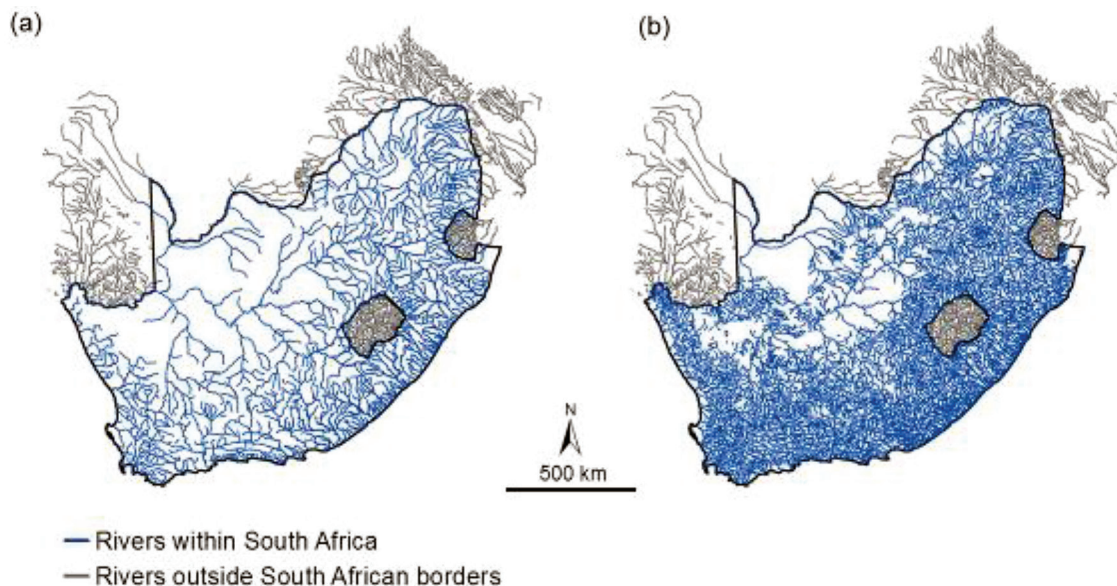 (a)
(b)
N
500 km
Rivers within South Africa
Rivers outside South African borders